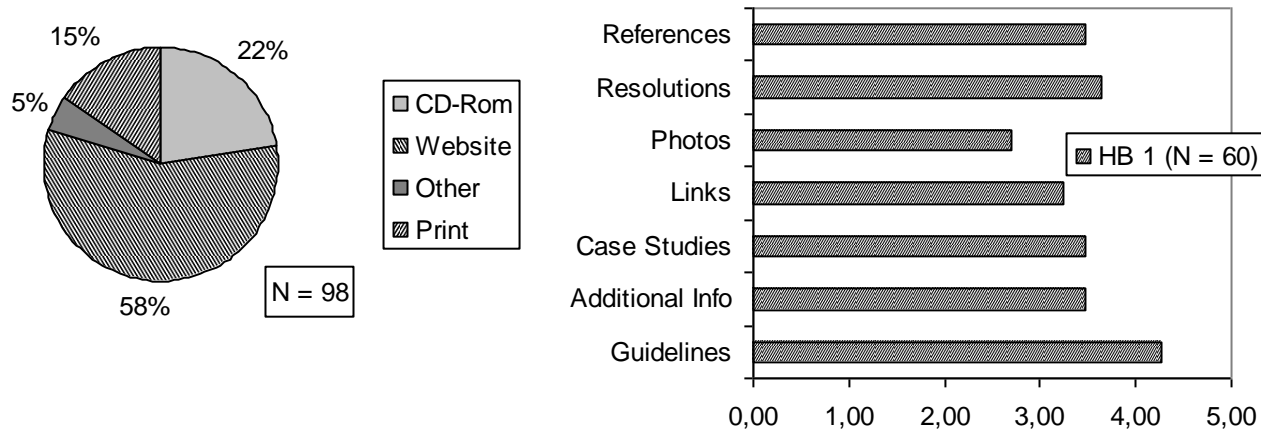 15%
22%
5%
58%
CD-Rom
Website
Other
Print
N = 98
References
Resolutions
Photos
Links
Case Studies
Additional Info
Guidelines
HB 1 (N = 60)
0,00 1,00 2,00 3,00 4,00 5,00